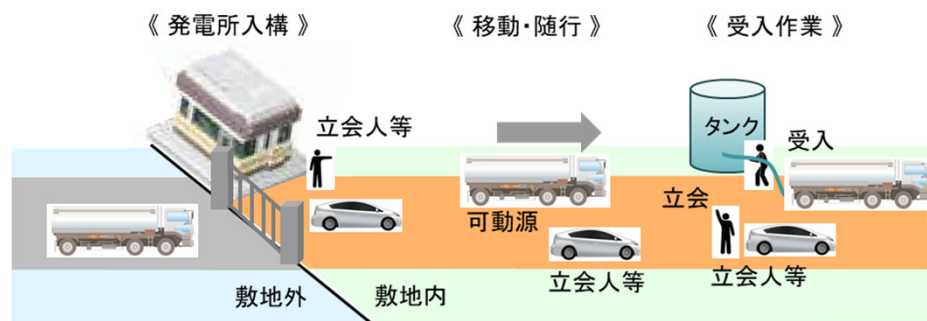 《 発電所入構 》
《 移動・随行 》
《 受入作業 》
立会人等
タンク
受入
可動源
立会
立会人等
立会人等
敷地外
敷地内